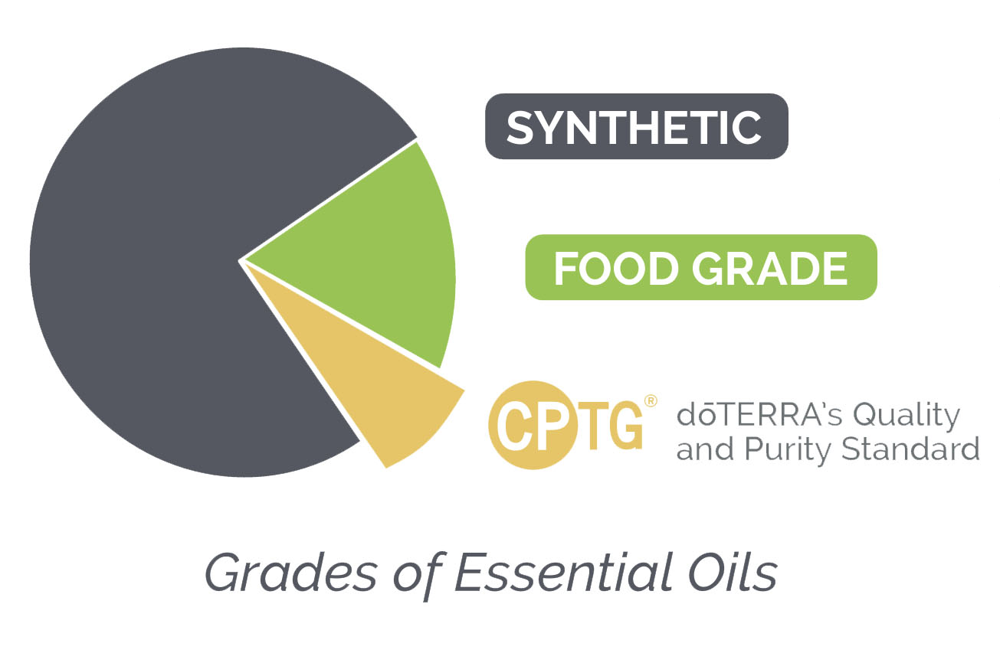 SYNTHETIC
FOOD GRADE
CPTG®
dōTERRA's Quality
and Purity Standard
Grades of Essential Oils